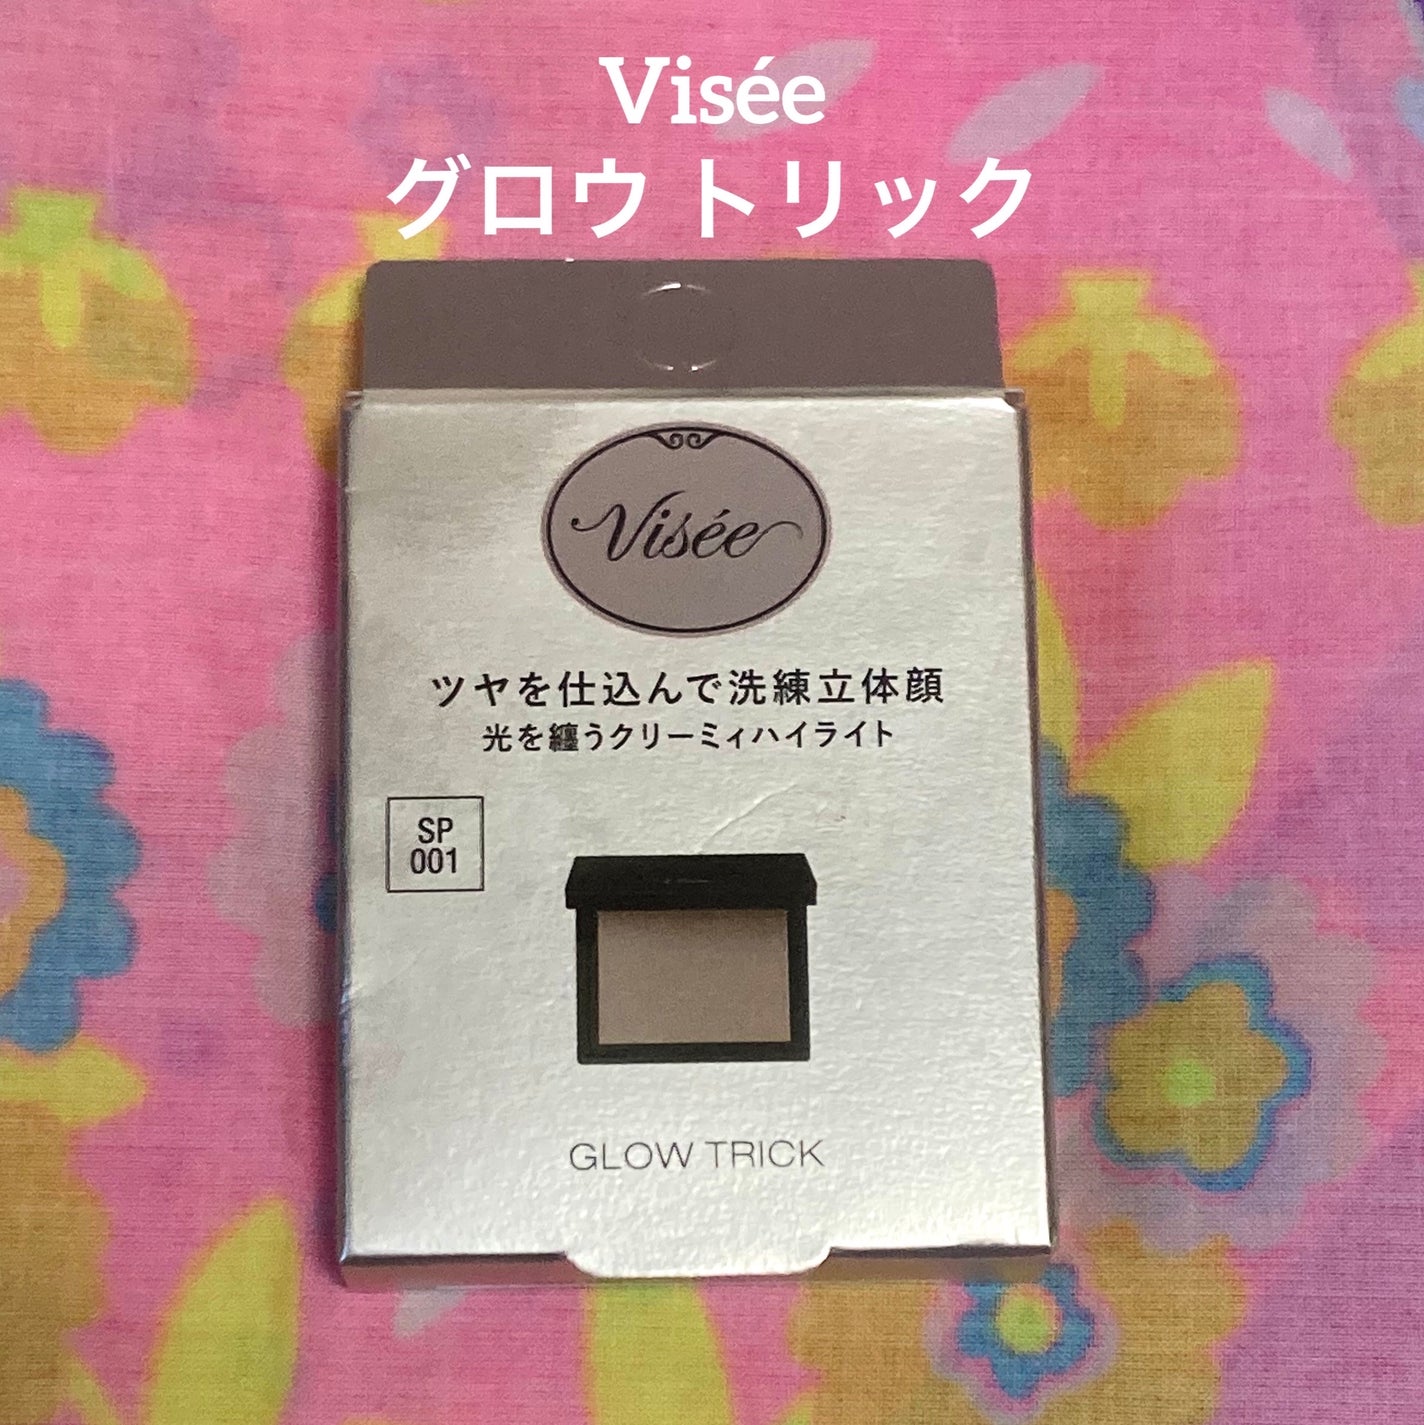 Visée
グロウ トリック
Visée
ツヤを仕込んで洗練立体顔
光を纏うクリーミィハイライト
SP
001
GLOW TRICK